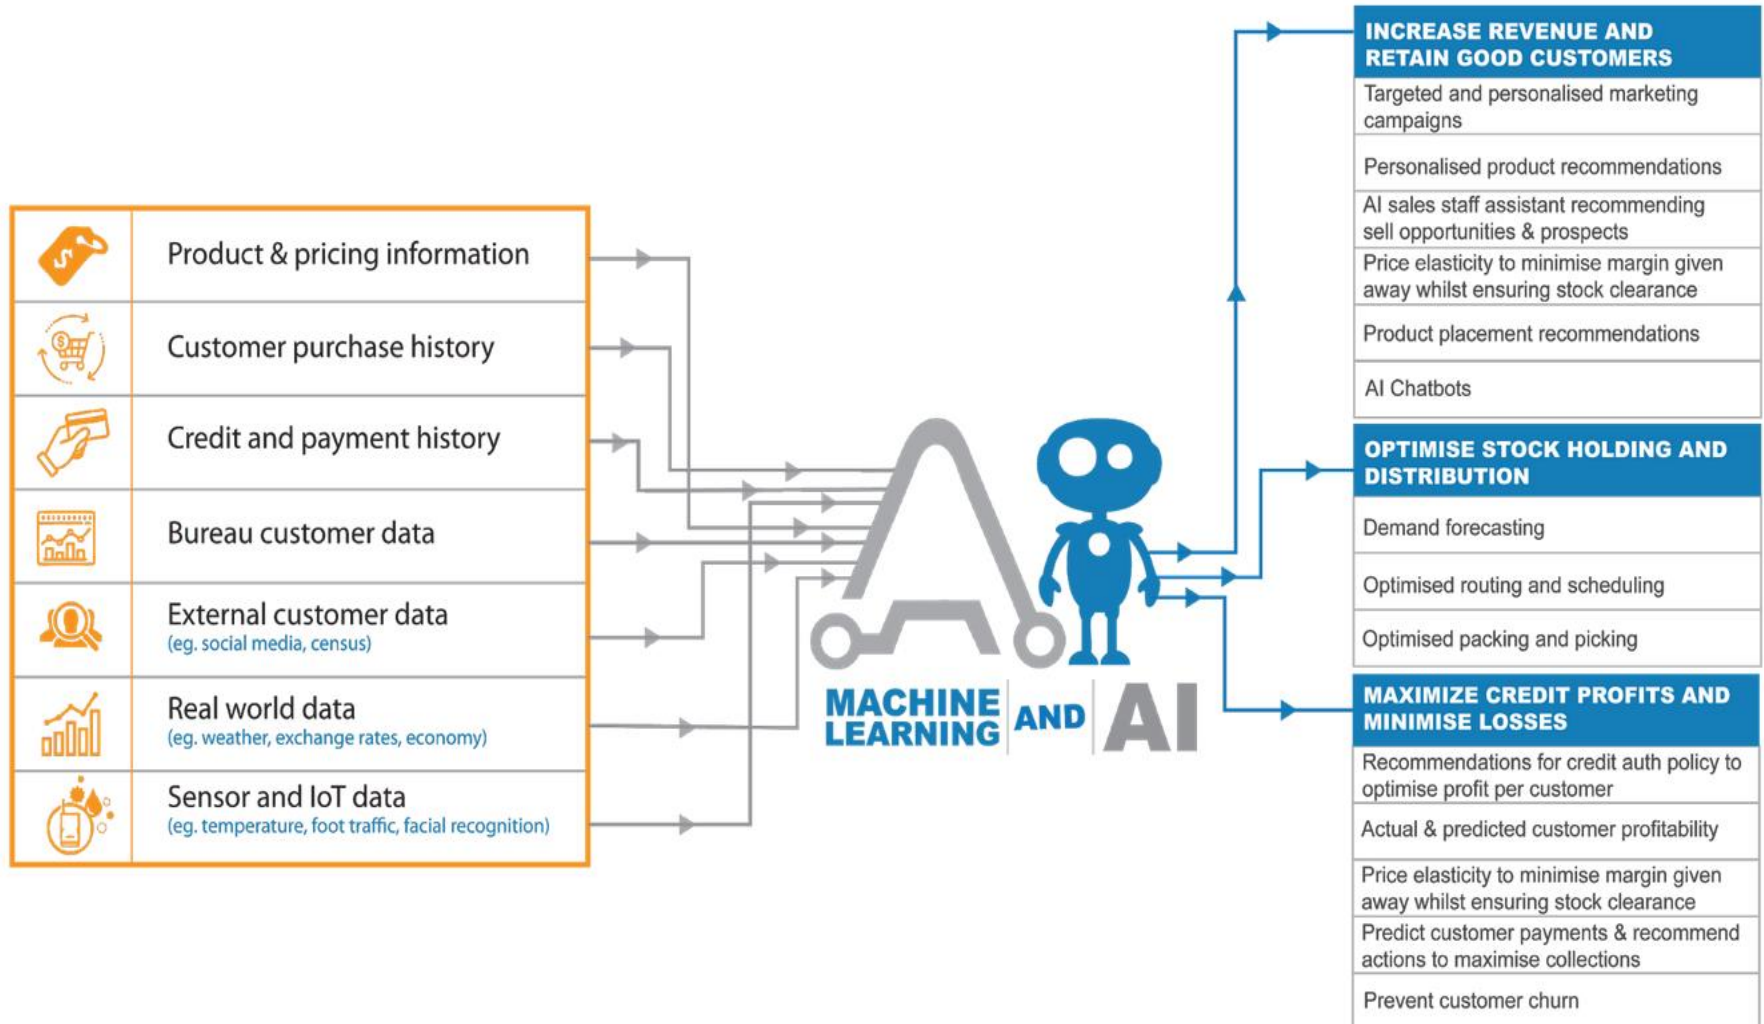 Product & pricing information
Customer purchase history
Credit and payment history
Bureau customer data
External customer data
(eg. social media, census)
Real world data
(eg. weather, exchange rates, economy)
Sensor and IoT data
(eg. temperature, foot traffic, facial recognition)
MACHINE
LEARNING
AND
AI
INCREASE REVENUE AND
RETAIN GOOD CUSTOMERS
Targeted and personalised marketing
campaigns
Personalised product recommendations
AI sales staff assistant recommending
sell opportunities & prospects
Price elasticity to minimise margin given
away whilst ensuring stock clearance
Product placement recommendations
AI Chatbots
OPTIMISE STOCK HOLDING AND
DISTRIBUTION
Demand forecasting
Optimised routing and scheduling
Optimised packing and picking
MAXIMIZE CREDIT PROFITS AND
MINIMISE LOSSES
Recommendations for credit auth policy to
optimise profit per customer
Actual & predicted customer profitability
Price elasticity to minimise margin given
away whilst ensuring stock clearance
Predict customer payments & recommend
actions to maximise collections
Prevent customer churn